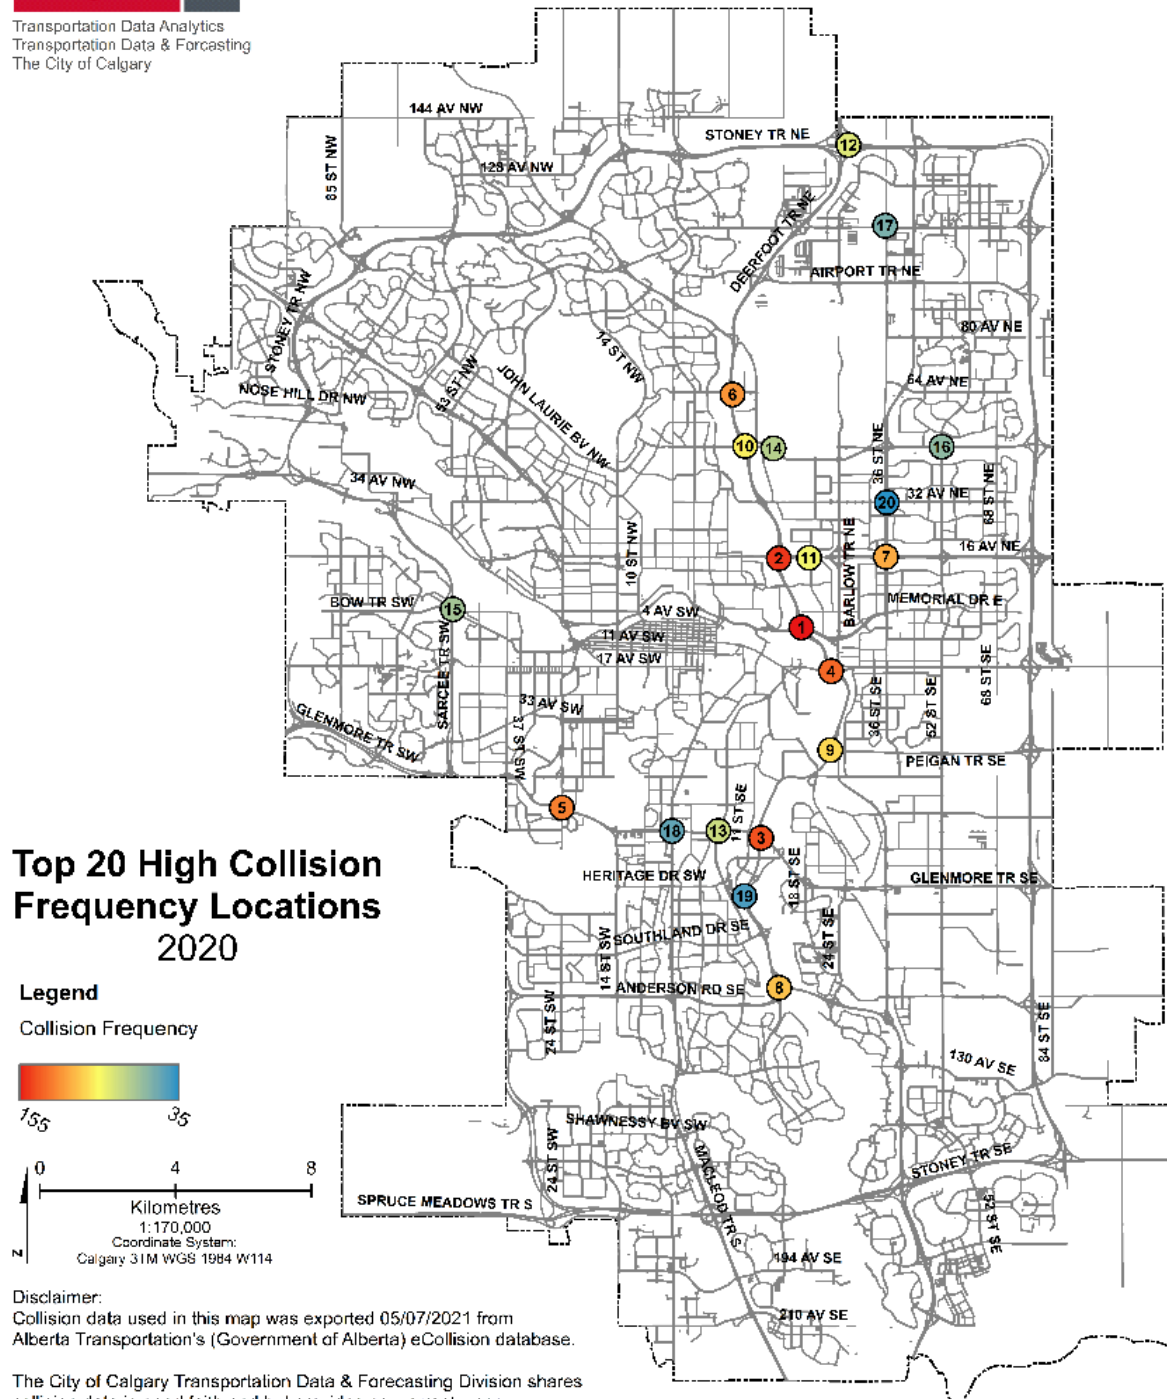 Transportation Data Analytics
Transportation Data & Forcasting
The City of Calgary
144 AV NW
STONEY TR NE
12
128 AV NW
85 ST NW
17
DEERFOOT TR NE
AIRPORT TR NE
STONEY TR NW
80 AV NE
14 ST NW
64 AV NE
NOSE HILL DR NW
53 ST NW
JOHN LAURIE BV NW
6
10
14
16
36 ST NE
34 AV NW
32 AV NE
68 ST NE
20
10 ST NW
BARLOW TR NE
16 AV NE
2
11
7
BOW TR SW
15
MEMORIAL DR E
4 AV SW
1
11 AV SW
17 AV SW
4
SARCEE TR SW
68 ST SE
36 ST SE
52 ST SE
33 AV SW
GLENMORE TR SW
37 ST SW
9
PEIGAN TR SE
5
18
13
11 ST SE
3
HERITAGE DR SW
18 ST SE
GLENMORE TR SE
19
SOUTHLAND DR SE
24 ST SE
14 ST SW
ANDERSON RD SE
8
24 ST SW
84 ST SE
130 AV SE
SHAWNESSY BV SW
24 ST SW
MACLEOD TR S
STONEY TR SE
SPRUCE MEADOWS TR S
52 ST SE
194 AV SE
210 AV SE
Top 20 High Collision
Frequency Locations
2020
Legend
Collision Frequency
155
35
0 4 8
Kilometres
1:170,000
Coordinate System:
Calgary 3TM WGS 1984 W114
N
Disclaimer:
Collision data used in this map was exported 05/07/2021 from
Alberta Transportation's (Government of Alberta) eCollision database.
The City of Calgary Transportation Data & Forecasting Division shares